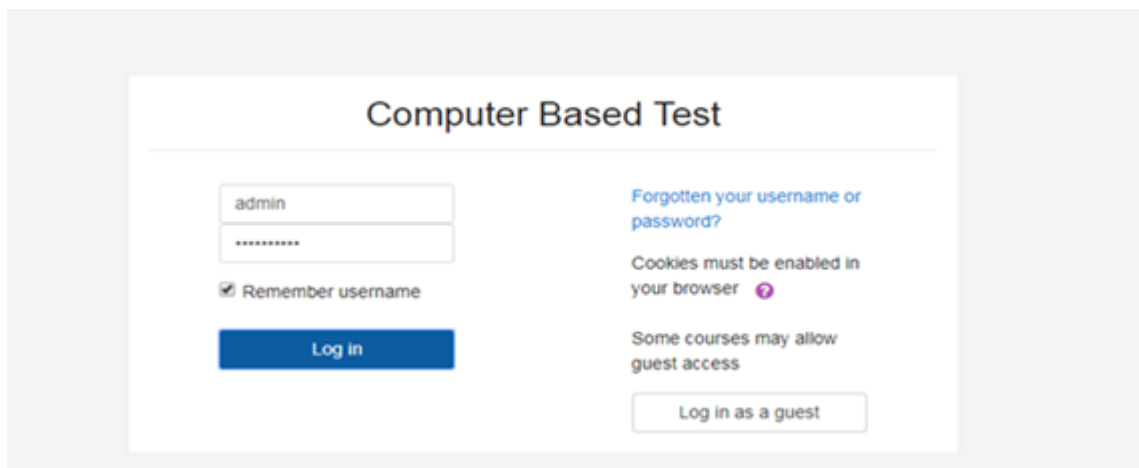 Computer Based Test
admin
••••••••••
Remember username
Log in
Forgotten your username or
password?
Cookies must be enabled in
your browser ?
Some courses may allow
guest access
Log in as a guest